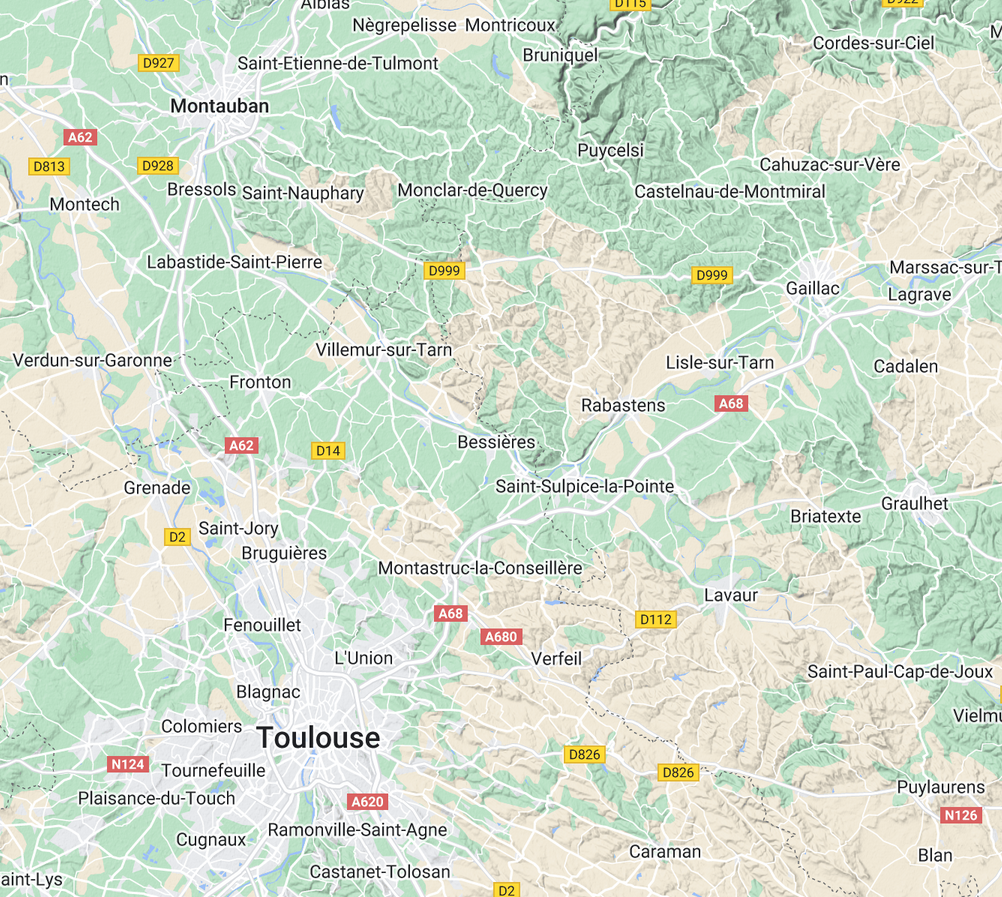 Albias
D115
D922
Nègrepelisse
Montricoux
Bruniquel
Cordes-sur-Ciel
D927
Saint-Etienne-de-Tulmont
Montauban
A62
D813
D928
Puycelsi
Cahuzac-sur-Vère
Bressols
Saint-Nauphary
Monclar-de-Quercy
Castelnau-de-Montmiral
Montech
Labastide-Saint-Pierre
D999
D999
Marssac-sur-T
Gaillac
Lagrave
Villemur-sur-Tarn
Verdun-sur-Garonne
Lisle-sur-Tarn
Cadalen
Fronton
Rabastens
A68
A62
D14
Bessières
Grenade
Saint-Sulpice-la-Pointe
Graulhet
Briatexte
Saint-Jory
D2
Bruguières
Montastruc-la-Conseillère
Lavaur
A68
D112
Fenouillet
A680
L'Union
Verfeil
Saint-Paul-Cap-de-Joux
Blagnac
Vielmu
Colomiers
Toulouse
D826
N124
Tournefeuille
D826
Puylaurens
Plaisance-du-Touch
A620
N126
Ramonville-Saint-Agne
Cugnaux
Caraman
Blan
Castanet-Tolosan
aint-Lys
D2